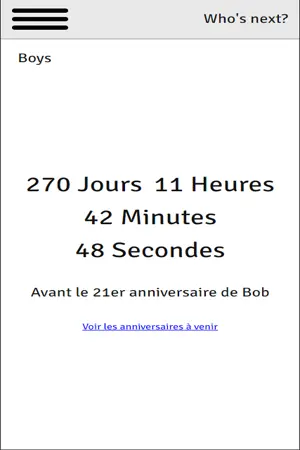 Who's next?
Boys
270 Jours 11 Heures
42 Minutes
48 Secondes
Avant le 21er anniversaire de Bob
Voir les anniversaires à venir